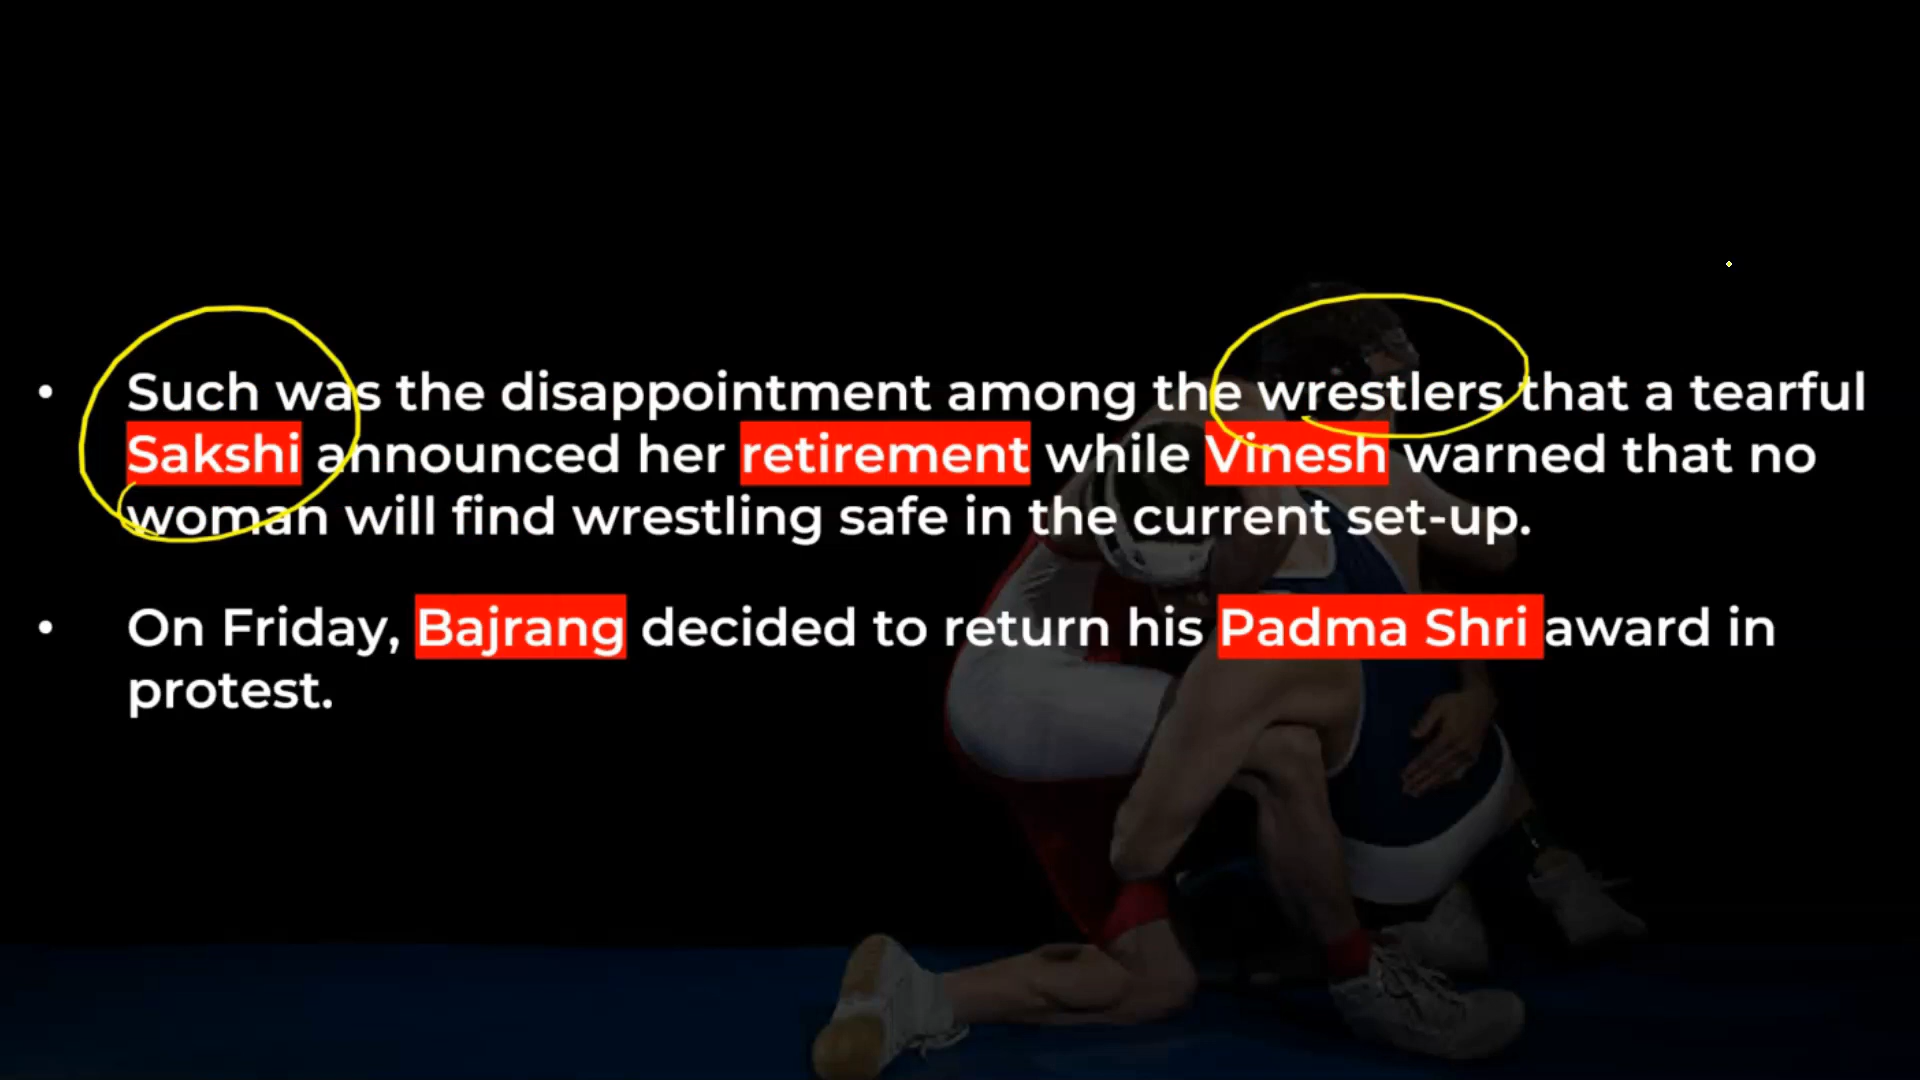 • Such was the disappointment among the wrestlers that a tearful
Sakshi announced her retirement while Vinesh warned that no
woman will find wrestling safe in the current set-up.
• On Friday, Bajrang decided to return his Padma Shri award in
protest.